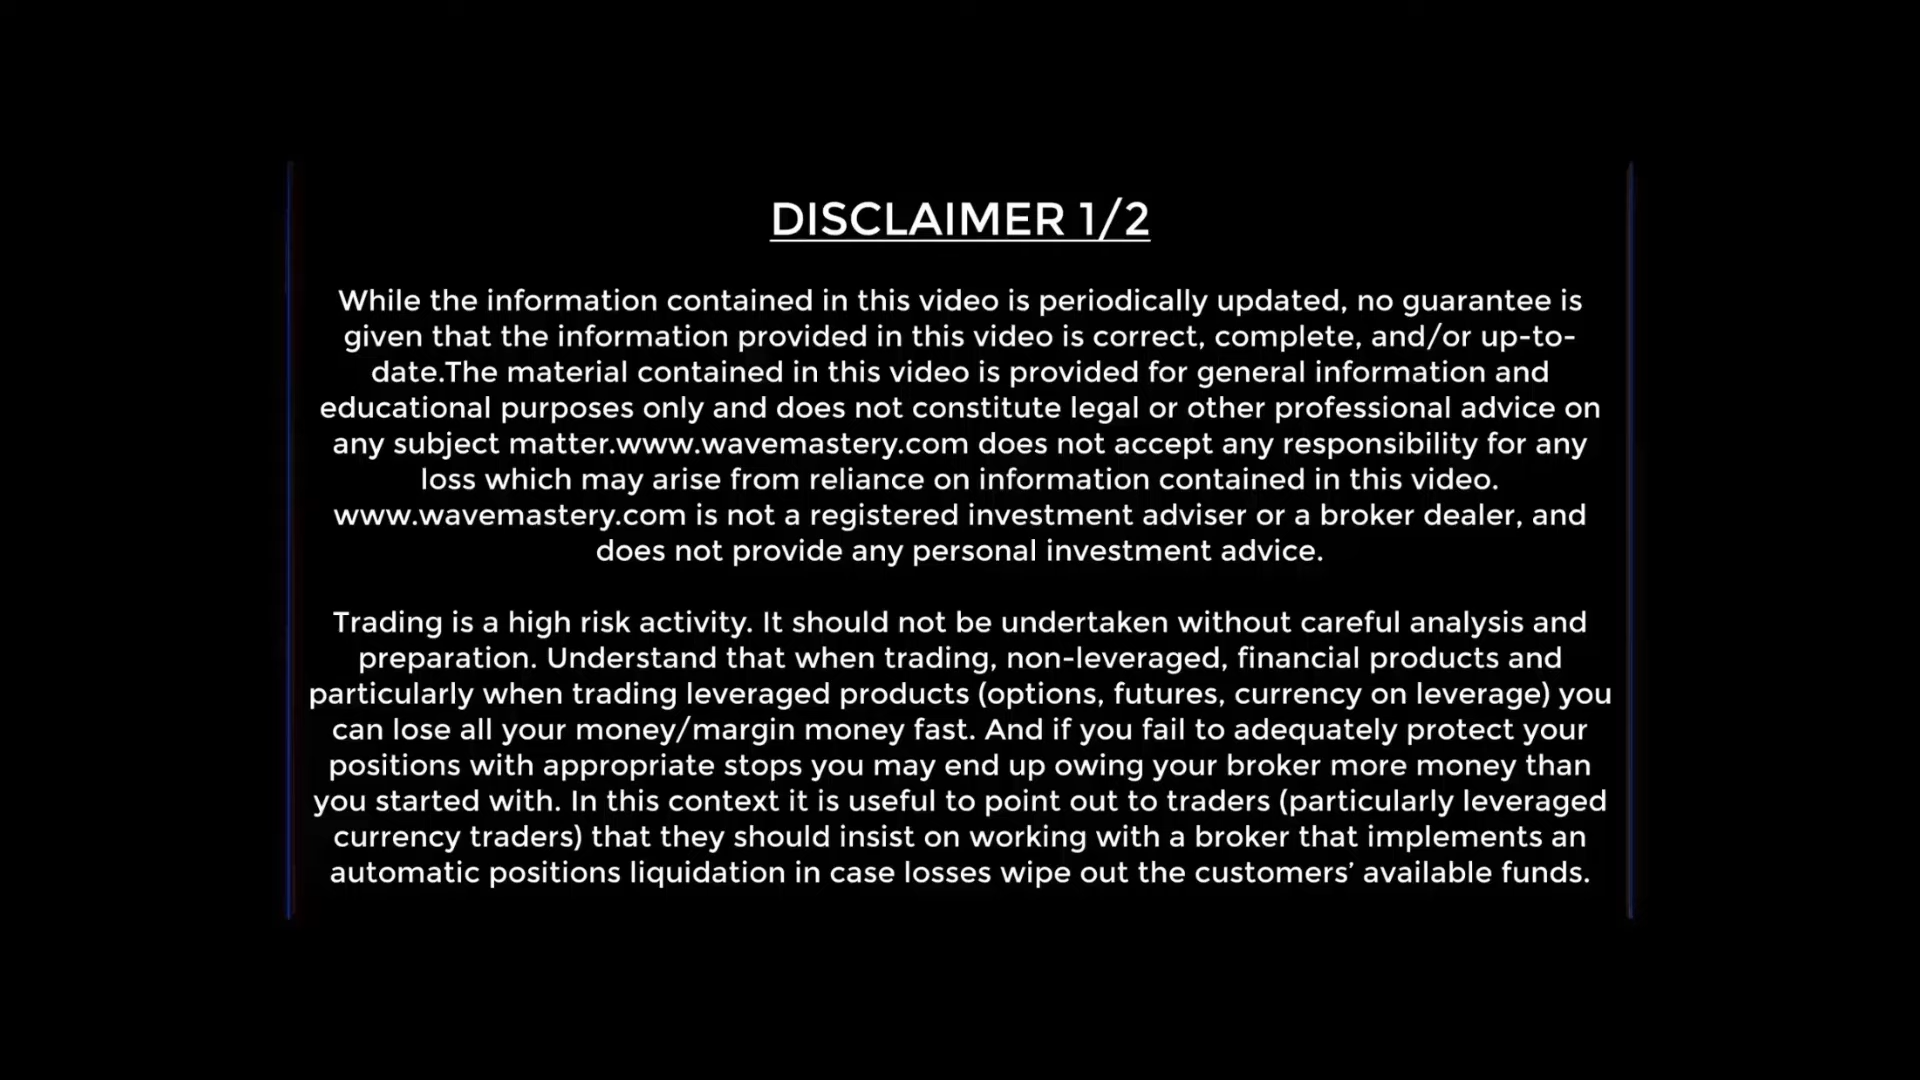 DISCLAIMER 1/2
While the information contained in this video is periodically updated, no guarantee is
given that the information provided in this video is correct, complete, and/or up-to-
date.The material contained in this video is provided for general information and
educational purposes only and does not constitute legal or other professional advice on
any subject matter.www.wavemastery.com does not accept any responsibility for any
loss which may arise from reliance on information contained in this video.
www.wavemastery.com is not a registered investment adviser or a broker dealer, and
does not provide any personal investment advice.
Trading is a high risk activity. It should not be undertaken without careful analysis and
preparation. Understand that when trading, non-leveraged, financial products and
particularly when trading leveraged products (options, futures, currency on leverage) you
can lose all your money/margin money fast. And if you fail to adequately protect your
positions with appropriate stops you may end up owing your broker more money than
you started with. In this context it is useful to point out to traders (particularly leveraged
currency traders) that they should insist on working with a broker that implements an
automatic positions liquidation in case losses wipe out the customers’ available funds.